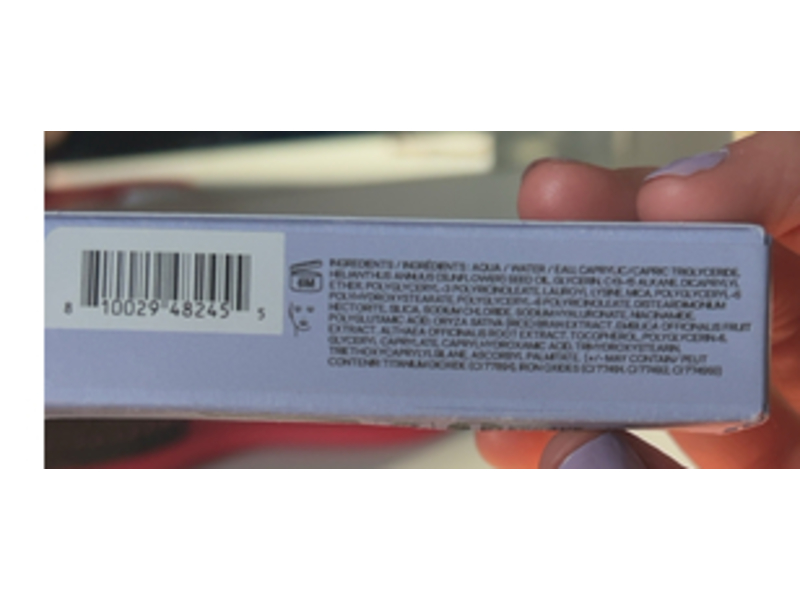 8 10029 48245 5
6M
INGREDIENTS / INGRÉDIENTS : AQUA / WATER / EAU, CAPRYLIC/CAPRIC TRIGLYCERIDE,
HELIANTHUS ANNUUS (SUNFLOWER) SEED OIL, GLYCERIN, C15-19 ALKANE, DICAPRYLYL
ETHER, POLYGLYCERYL-3 POLYRICINOLEATE, LAUROYL LYSINE, MICA, POLYGLYCERYL-6
POLYHYDROXYSTEARATE, POLYGLYCERYL-6 POLYRICINOLEATE, DISTEARDIMONIUM
HECTORITE, SILICA, SODIUM CHLORIDE, SODIUM HYALURONATE, NIACINAMIDE,
POLYGLUTAMIC ACID, ORYZA SATIVA (RICE) BRAN EXTRACT, EMBLICA OFFICINALIS FRUIT
EXTRACT, ALTHAEA OFFICINALIS ROOT EXTRACT, TOCOPHEROL, POLYGLYCERIN-6,
GLYCERYL CAPRYLATE, CAPRYLHYDROXAMIC ACID, TRIHYDROXYSTEARIN,
TRIETHOXYCAPRYLYLSILANE, ASCORBYL PALMITATE. [+/- MAY CONTAIN/ PEUT
CONTENIR: TITANIUM DIOXIDE (CI 77891), IRON OXIDES (CI 77491, CI 77492, CI 77499)]